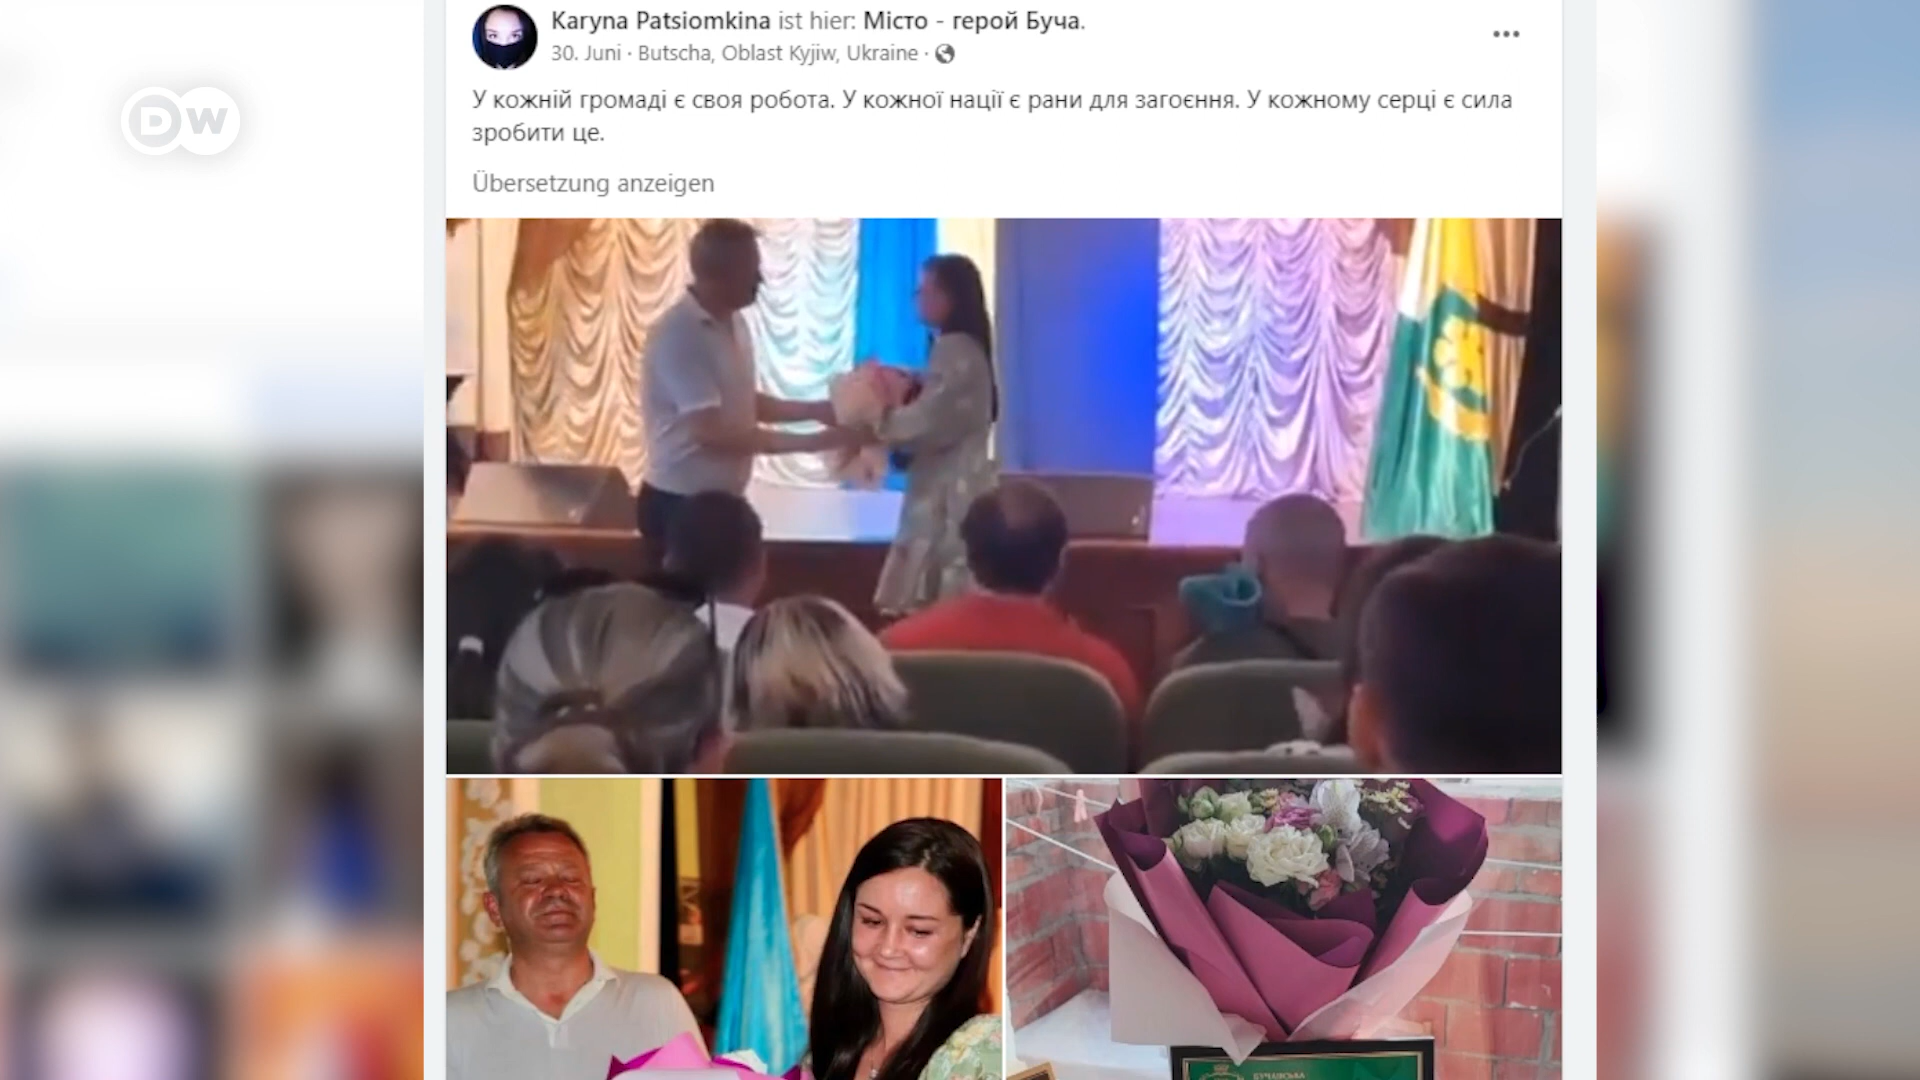 Karyna Patsiomkina ist hier: Місто - герой Буча.
30. Juni · Butscha, Oblast Kyjiw, Ukraine ·
DW
У кожній громаді є своя робота. У кожної нації є рани для загоєння. У кожному серці є сила
зробити це.
Übersetzung anzeigen
БУЧАНСЬКА